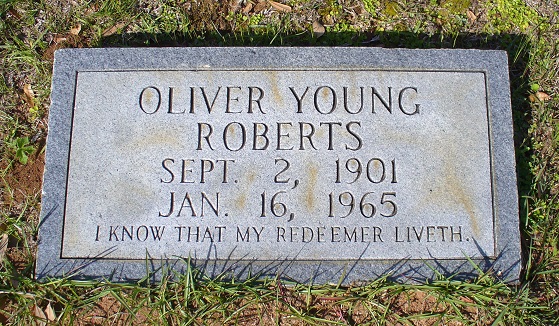 OLIVER YOUNG
ROBERTS
SEPT. 2, 1901
JAN. 16, 1965
I KNOW THAT MY REDEEMER LIVETH.